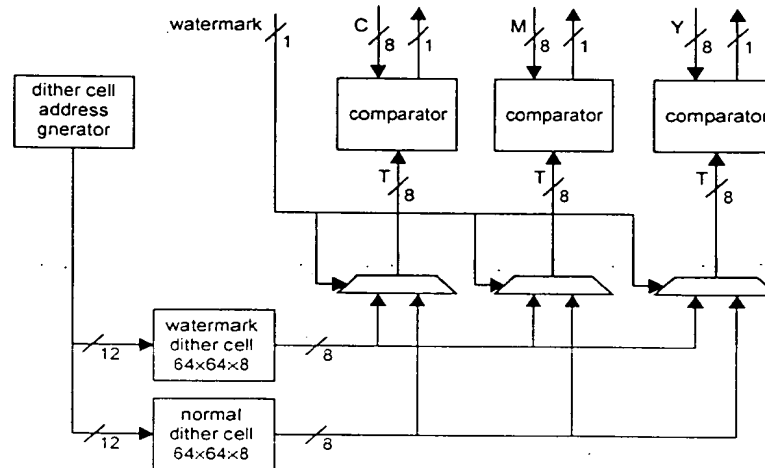 watermark
1
C
8
1
M
8
1
Y
8
1
dither cell
address
gnerator
comparator
comparator
comparator
T
8
T
8
T
8
12
watermark
dither cell
64×64×8
8
12
normal
dither cell
64×64×8
8